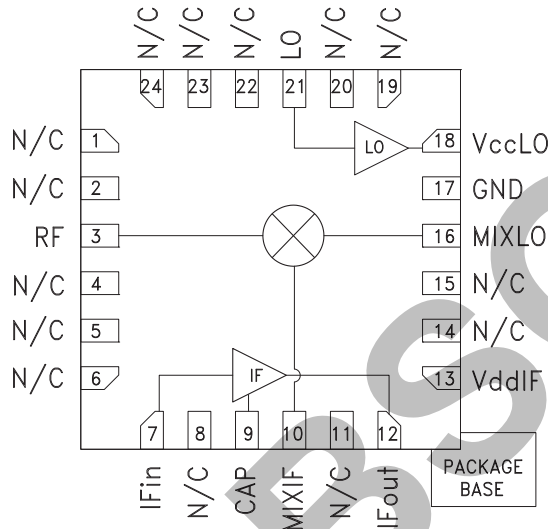 N/C N/C N/C LO N/C N/C
24 23 22 21 20 19
N/C 1
N/C 2
RF 3
N/C 4
N/C 5
N/C 6
LO
18 VccLO
17 GND
16 MIXLO
15 N/C
14 N/C
13 VddIF
IF
7 8 9 10 11 12
IFin N/C CAP MIXIF N/C IFout
PACKAGE
BASE